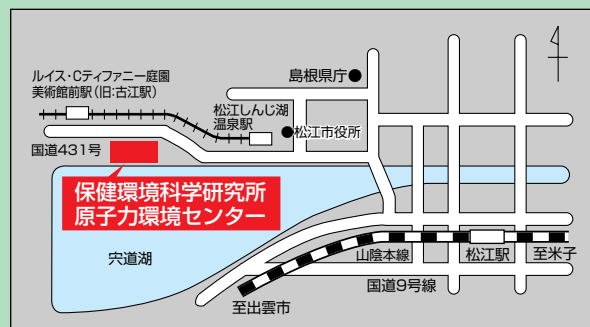 ルイス・Cティファニー庭園
美術館前駅（旧：古江駅）
島根県庁
松江しんじ湖
温泉駅
松江市役所
国道431号
保健環境科学研究所
原子力環境センター
宍道湖
山陰本線
松江駅
至米子
国道9号線
至出雲市